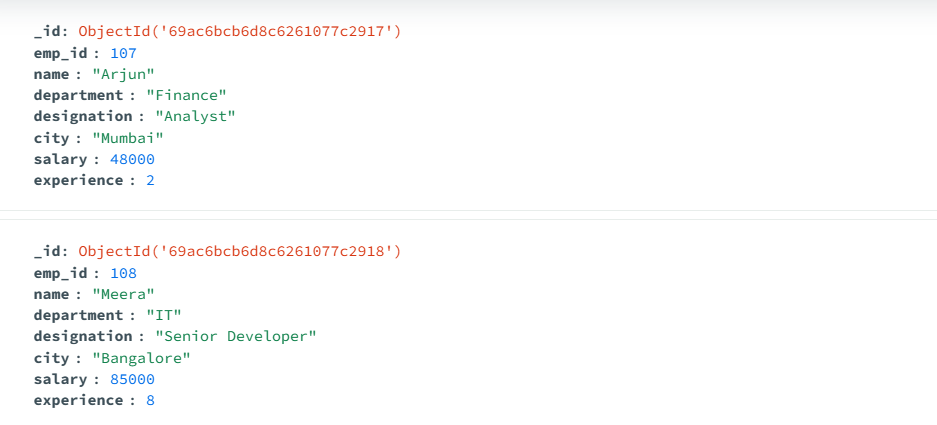 _id: ObjectId('69ac6bcb6d8c6261077c2917')
emp_id : 107
name : "Arjun"
department : "Finance"
designation : "Analyst"
city : "Mumbai"
salary : 48000
experience : 2
_id: ObjectId('69ac6bcb6d8c6261077c2918')
emp_id : 108
name : "Meera"
department : "IT"
designation : "Senior Developer"
city : "Bangalore"
salary : 85000
experience : 8